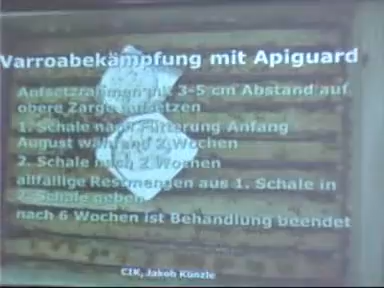 Varroabekämpfung mit Apiguard
Aufsetzrahmen mit 3-5 cm Abstand auf
obere Zarge aufsetzen
1. Schale nach Fütterung Anfang
August während 2 Wochen
2. Schale nach 2 Wochen
allfällige Restmengen aus 1. Schale in
2. Schale geben
nach 6 Wochen ist Behandlung beendet
CIK, Jakob Künzle